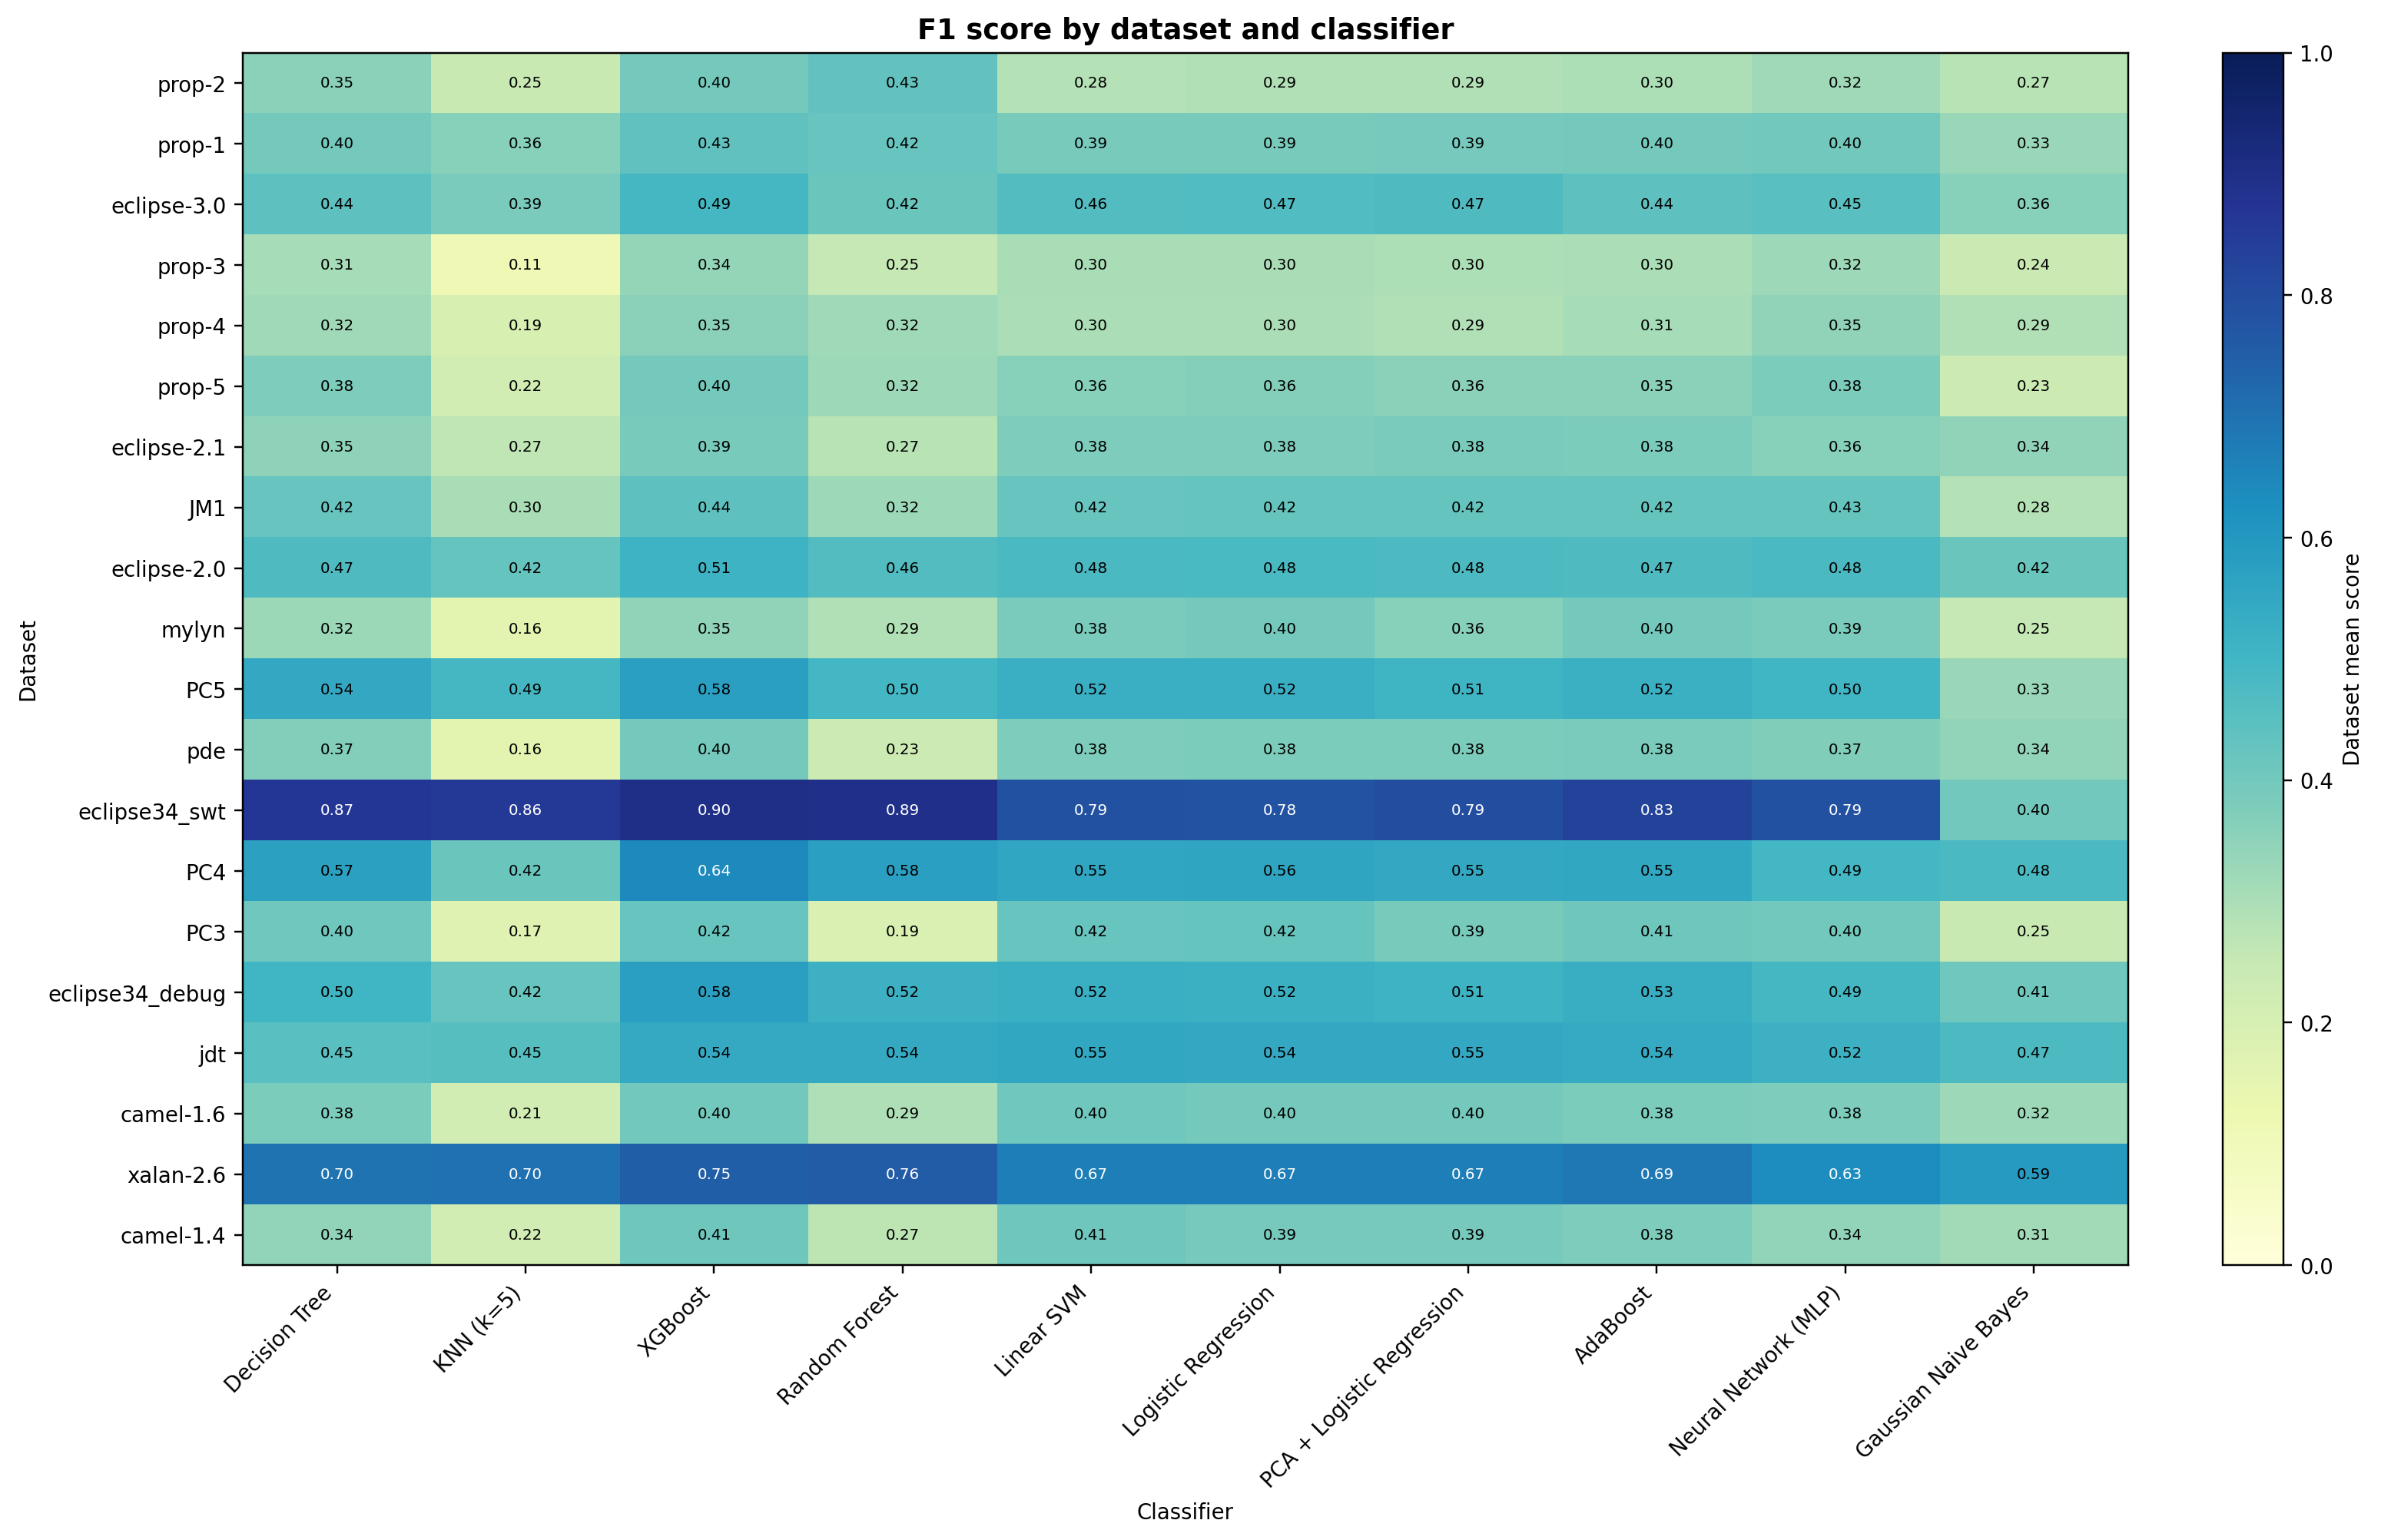 F1 score by dataset and classifier
prop-2 0.35 0.25 0.40 0.43 0.28 0.29 0.29 0.30 0.32 0.27
prop-1 0.40 0.36 0.43 0.42 0.39 0.39 0.39 0.40 0.40 0.33
eclipse-3.0 0.44 0.39 0.49 0.42 0.46 0.47 0.47 0.44 0.45 0.36
prop-3 0.31 0.11 0.34 0.25 0.30 0.30 0.30 0.30 0.32 0.24
prop-4 0.32 0.19 0.35 0.32 0.30 0.30 0.29 0.31 0.35 0.29
prop-5 0.38 0.22 0.40 0.32 0.36 0.36 0.36 0.35 0.38 0.23
eclipse-2.1 0.35 0.27 0.39 0.27 0.38 0.38 0.38 0.38 0.36 0.34
JM1 0.42 0.30 0.44 0.32 0.42 0.42 0.42 0.42 0.43 0.28
eclipse-2.0 0.47 0.42 0.51 0.46 0.48 0.48 0.48 0.47 0.48 0.42
mylyn 0.32 0.16 0.35 0.29 0.38 0.40 0.36 0.40 0.39 0.25
PC5 0.54 0.49 0.58 0.50 0.52 0.52 0.51 0.52 0.50 0.33
pde 0.37 0.16 0.40 0.23 0.38 0.38 0.38 0.38 0.37 0.34
eclipse34_swt 0.87 0.86 0.90 0.89 0.79 0.78 0.79 0.83 0.79 0.40
PC4 0.57 0.42 0.64 0.58 0.55 0.56 0.55 0.55 0.49 0.48
PC3 0.40 0.17 0.42 0.19 0.42 0.42 0.39 0.41 0.40 0.25
eclipse34_debug 0.50 0.42 0.58 0.52 0.52 0.52 0.51 0.53 0.49 0.41
jdt 0.45 0.45 0.54 0.54 0.55 0.54 0.55 0.54 0.52 0.47
camel-1.6 0.38 0.21 0.40 0.29 0.40 0.40 0.40 0.38 0.38 0.32
xalan-2.6 0.70 0.70 0.75 0.76 0.67 0.67 0.67 0.69 0.63 0.59
camel-1.4 0.34 0.22 0.41 0.27 0.41 0.39 0.39 0.38 0.34 0.31
Dataset
Decision Tree
KNN (k=5)
XGBoost
Random Forest
Linear SVM
Logistic Regression
PCA + Logistic Regression
AdaBoost
Neural Network (MLP)
Gaussian Naive Bayes
Classifier
1.0
0.8
0.6
0.4
0.2
0.0
Dataset mean score